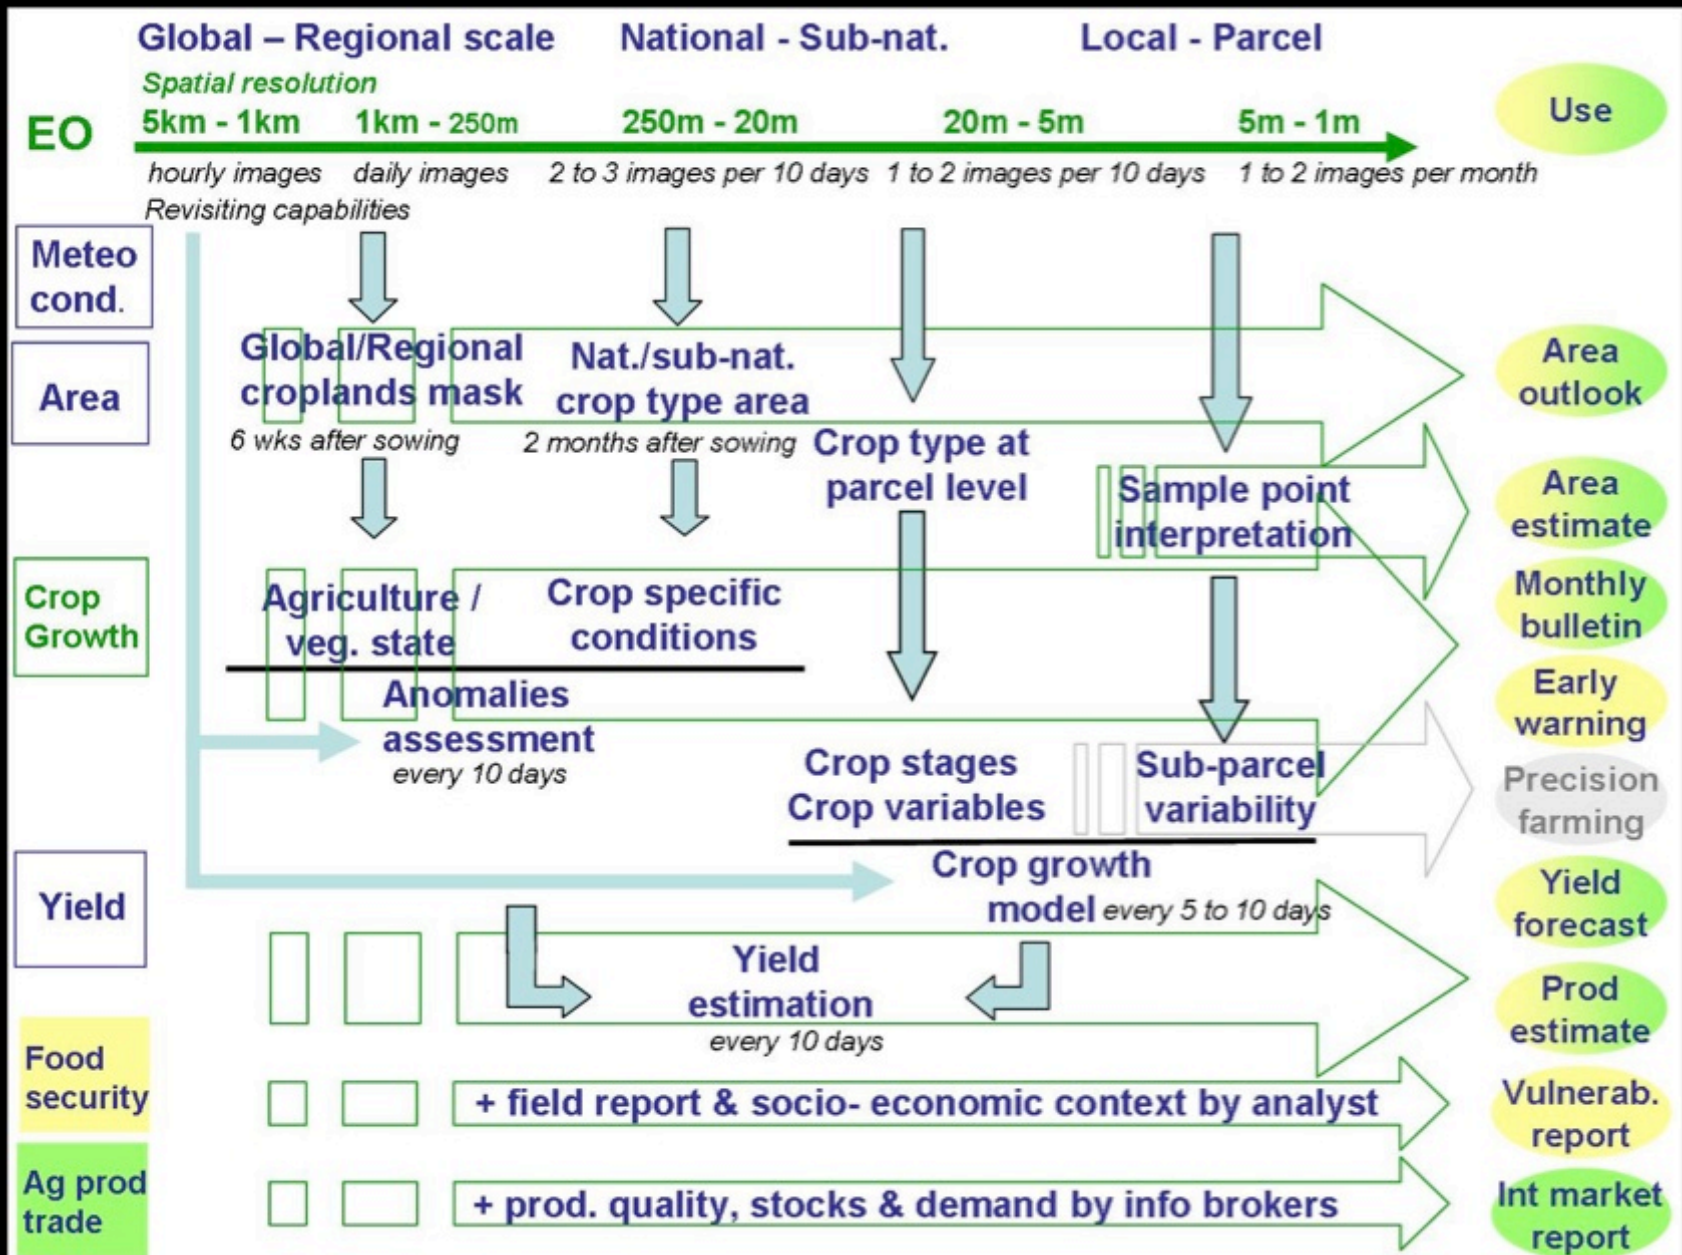 Global – Regional scale
National - Sub-nat.
Local - Parcel
Spatial resolution
EO
5km - 1km
1km - 250m
250m - 20m
20m - 5m
5m - 1m
Use
hourly images
daily images
2 to 3 images per 10 days
1 to 2 images per 10 days
1 to 2 images per month
Revisiting capabilities
Meteo
cond.
Area
Global/Regional
croplands mask
6 wks after sowing
Nat./sub-nat.
crop type area
2 months after sowing
Crop type at
parcel level
Sample point
interpretation
Area
outlook
Area
estimate
Crop
Growth
Agriculture /
veg. state
Crop specific
conditions
Anomalies
assessment
every 10 days
Crop stages
Crop variables
Sub-parcel
variability
Monthly
bulletin
Early
warning
Precision
farming
Yield
Crop growth
model every 5 to 10 days
Yield
estimation
every 10 days
Yield
forecast
Prod
estimate
Food
security
+ field report & socio- economic context by analyst
Vulnerab.
report
Ag prod
trade
+ prod. quality, stocks & demand by info brokers
Int market
report